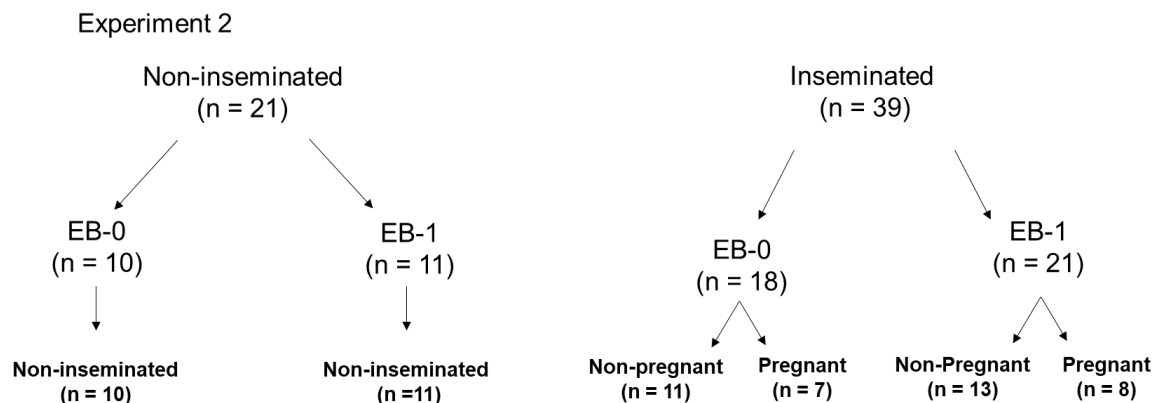 Experiment 2
Non-inseminated
(n = 21)
Inseminated
(n = 39)
EB-0
(n = 10)
EB-1
(n = 11)
EB-0
(n = 18)
EB-1
(n = 21)
Non-inseminated
(n = 10)
Non-inseminated
(n =11)
Non-pregnant
(n = 11)
Pregnant
(n = 7)
Non-Pregnant
(n = 13)
Pregnant
(n = 8)